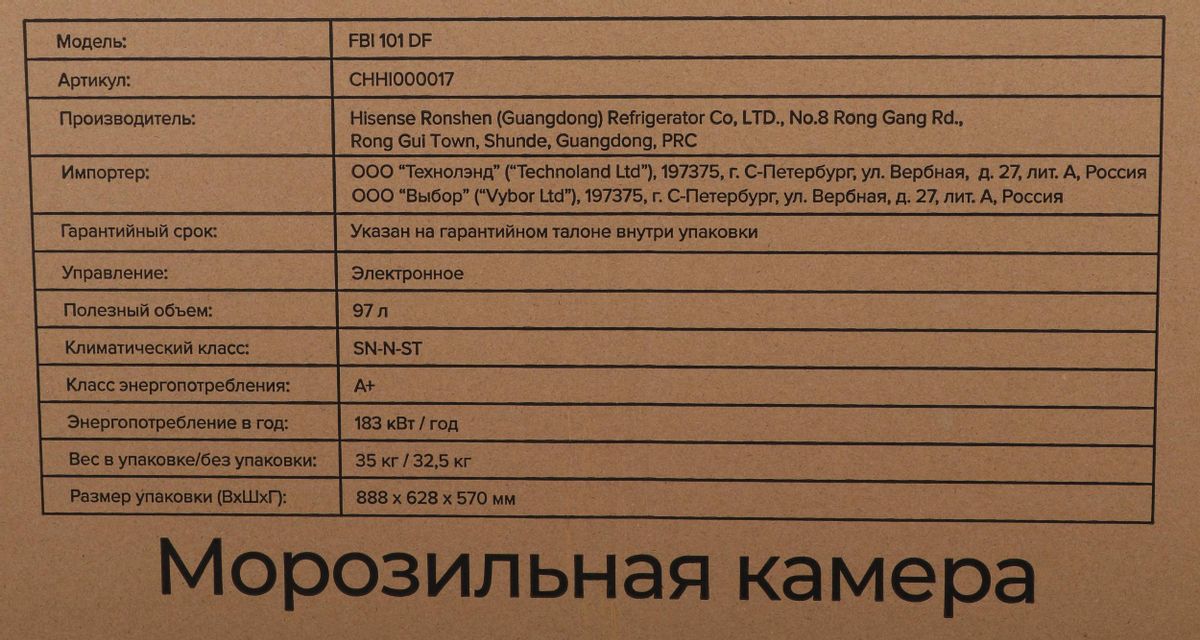 Модель: FBI 101 DF
Артикул: CHHI000017
Производитель: Hisense Ronshen (Guangdong) Refrigerator Co, LTD., No.8 Rong Gang Rd.,
Rong Gui Town, Shunde, Guangdong, PRC
Импортер: ООО “Технолэнд” (“Technoland Ltd”), 197375, г. С-Петербург, ул. Вербная, д. 27, лит. А, Россия
ООО “Выбор” (“Vybor Ltd”), 197375, г. С-Петербург, ул. Вербная, д. 27, лит. А, Россия
Гарантийный срок: Указан на гарантийном талоне внутри упаковки
Управление: Электронное
Полезный объем: 97 л
Климатический класс: SN-N-ST
Класс энергопотребления: А+
Энергопотребление в год: 183 кВт / год
Вес в упаковке/без упаковки: 35 кг / 32,5 кг
Размер упаковки (ВхШхГ): 888 x 628 x 570 мм
Морозильная камера